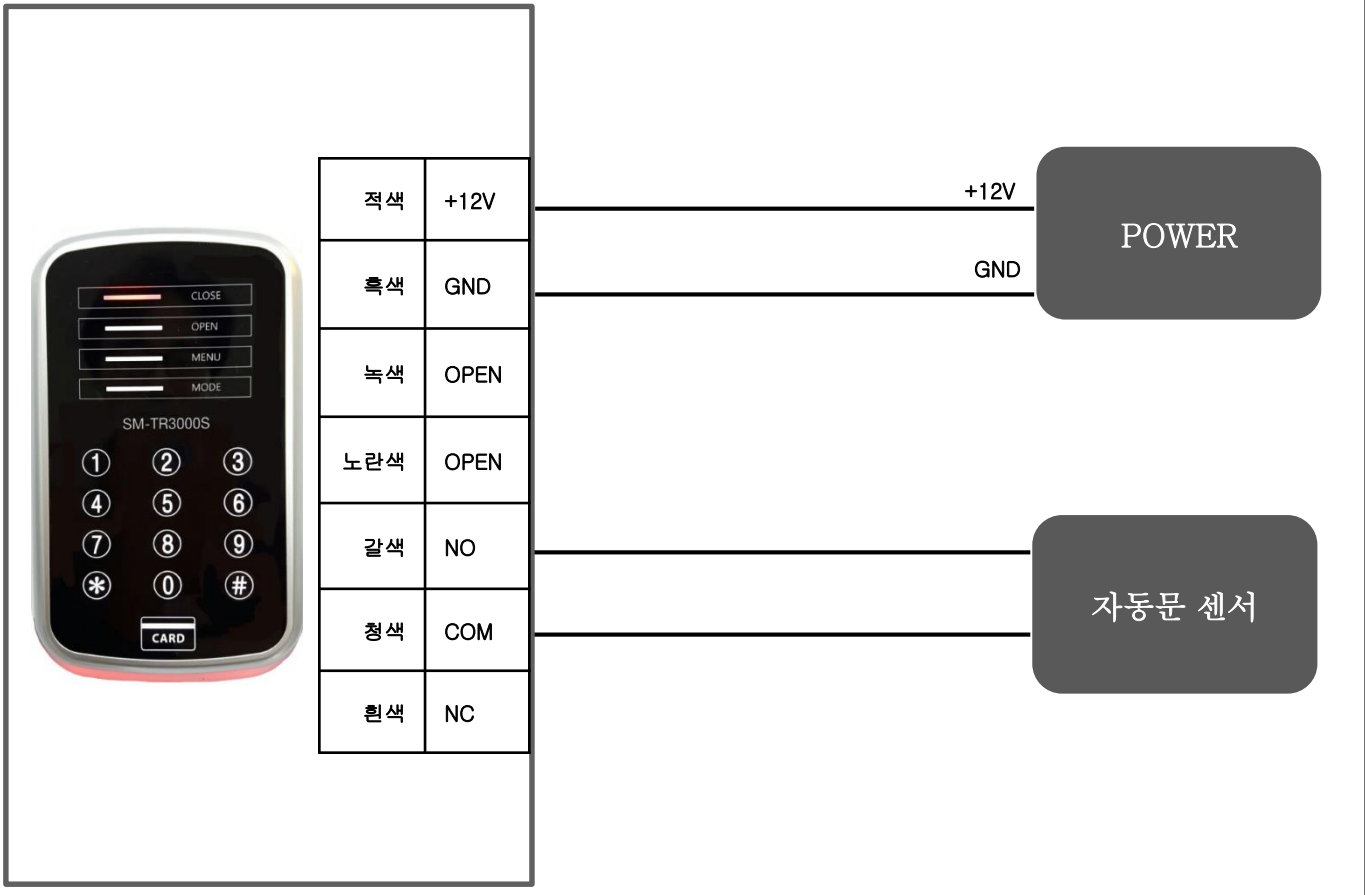 CLOSE
OPEN
MENU
MODE
SM-TR3000S
1 2 3
4 5 6
7 8 9
* 0 #
CARD
적색 +12V
흑색 GND
녹색 OPEN
노란색 OPEN
갈색 NO
청색 COM
흰색 NC
+12V
GND
POWER
자동문 센서